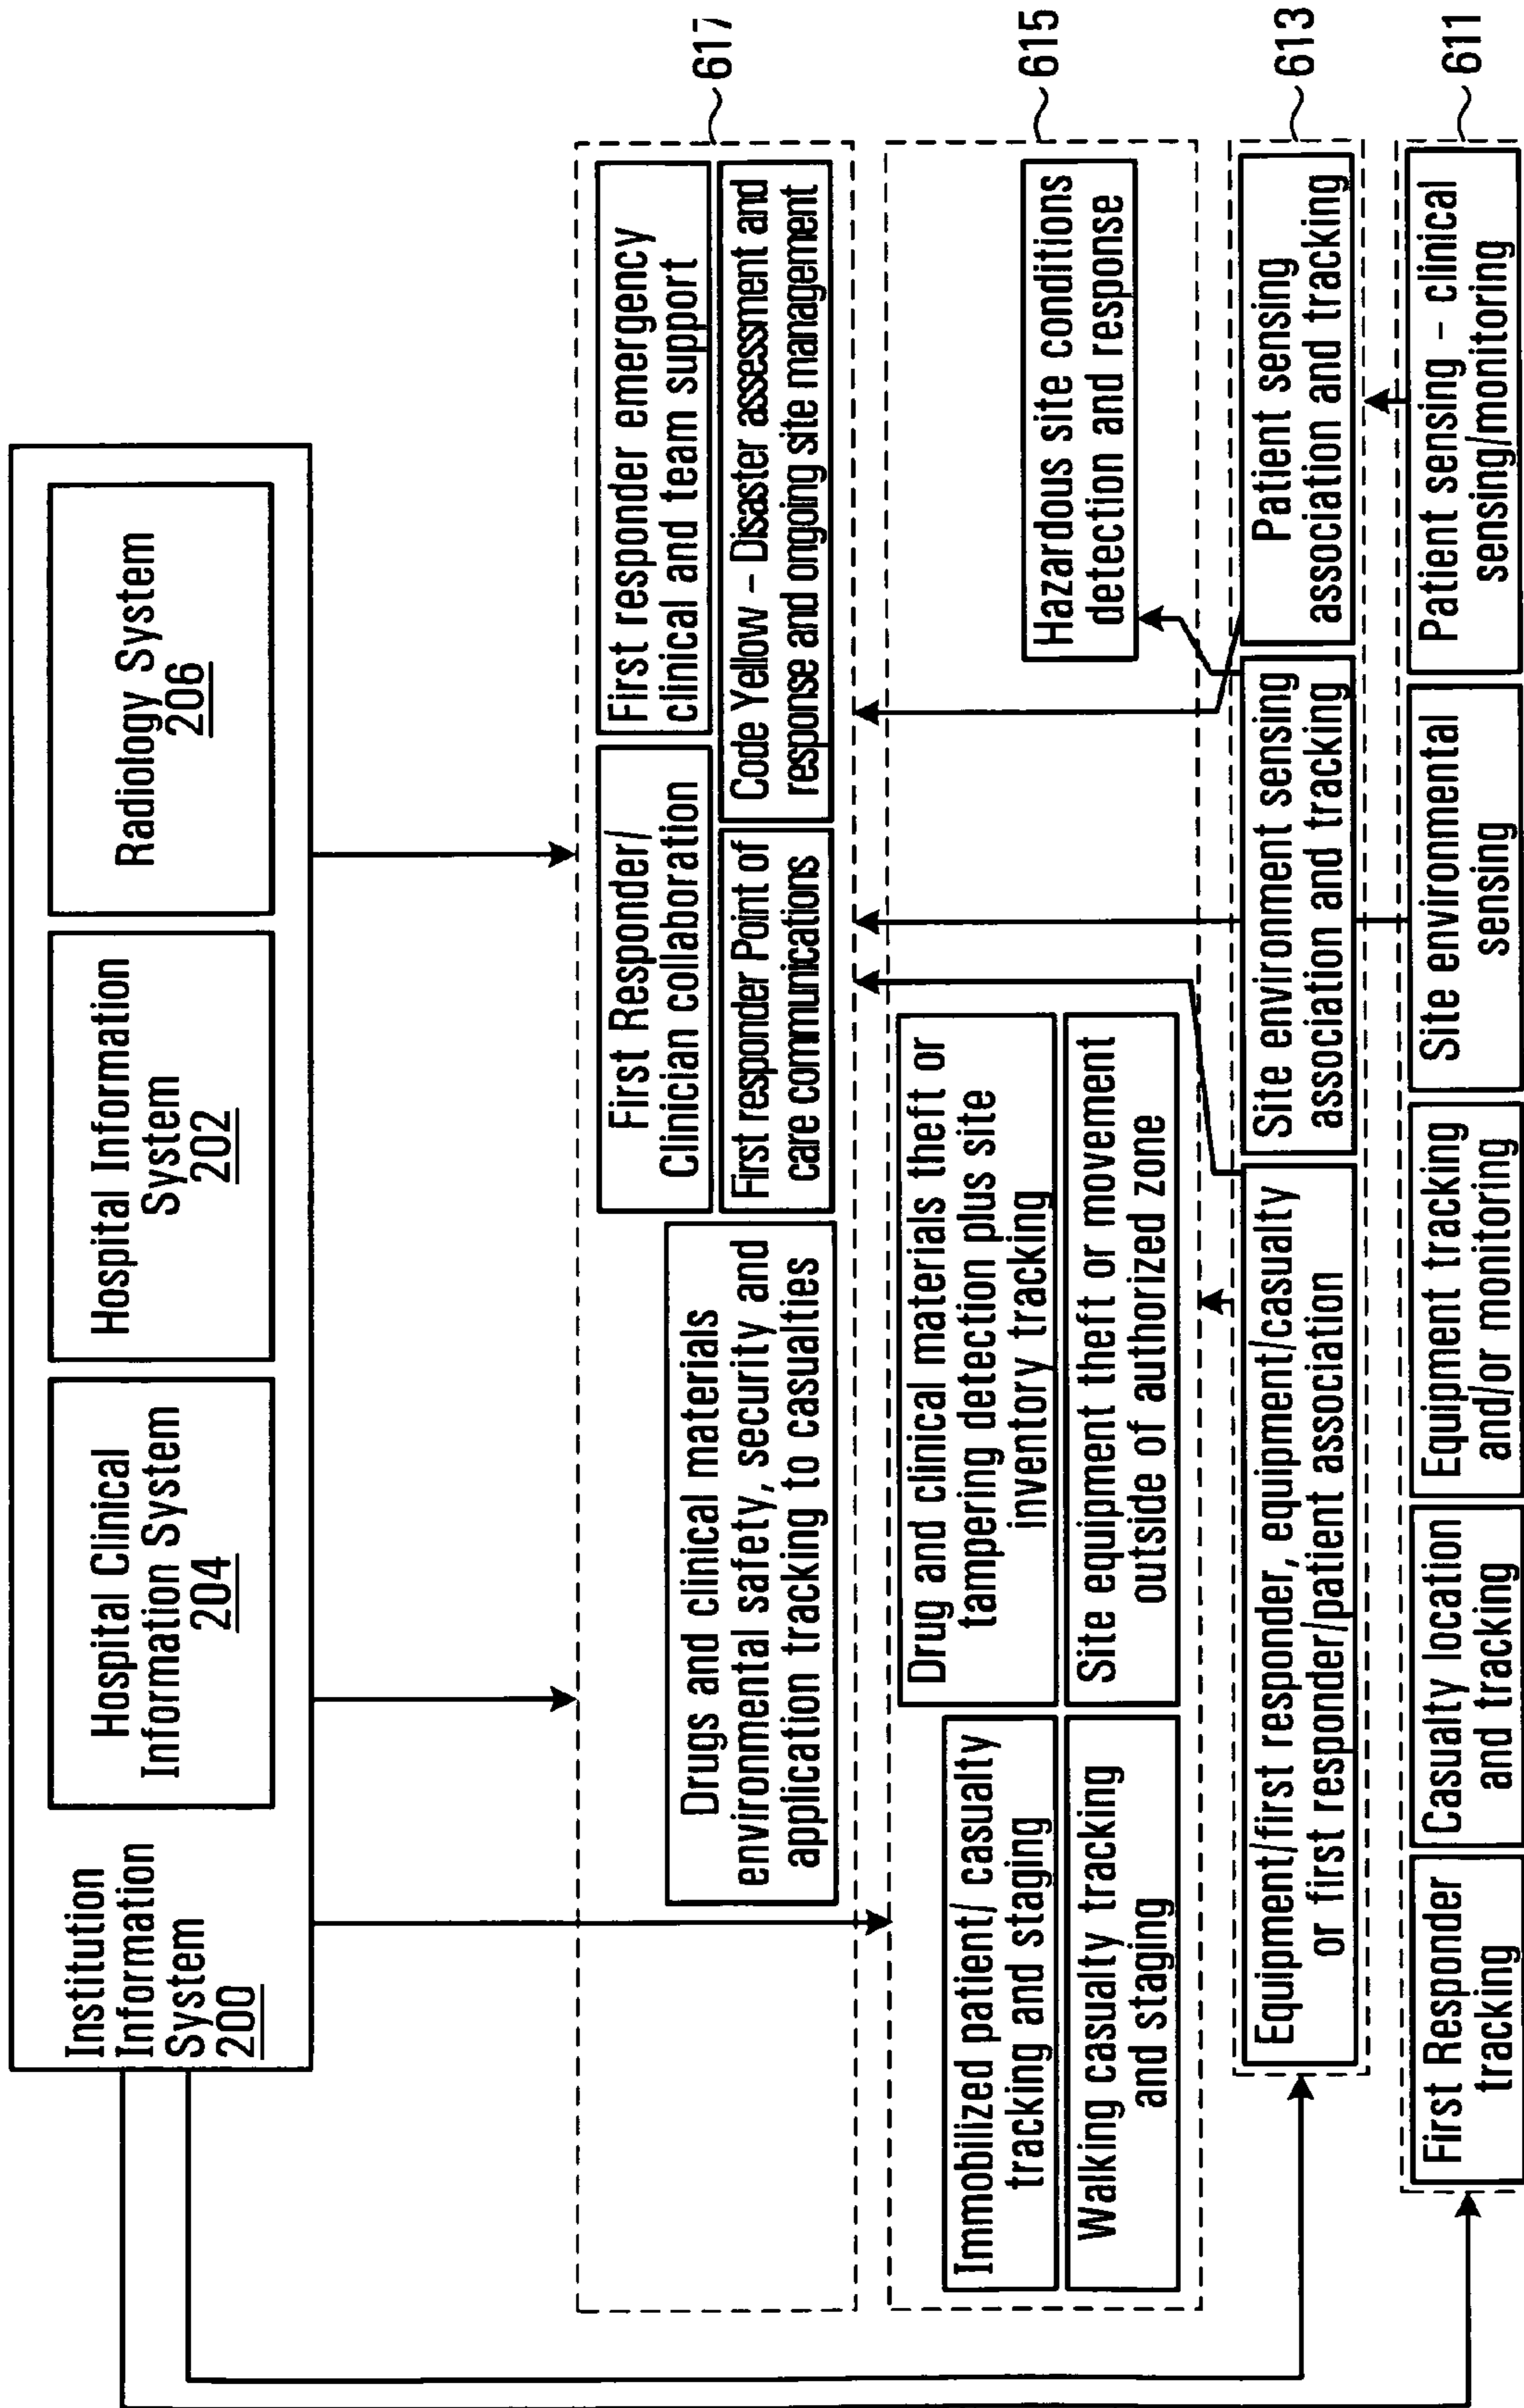 Institution
Information
System
200
Hospital Clinical
Information System
204
Hospital Information
System
202
Radiology System
206
Drugs and clinical materials
environmental safety, security and
application tracking to casualties
First Responder/
Clinician collaboration
First responder emergency
clinical and team support
First responder Point of
care communications
Code Yellow – Disaster assessment and
response and ongoing site management
617
Immobilized patient/ casualty
tracking and staging
Walking casualty tracking
and staging
Drug and clinical materials theft or
tampering detection plus site
inventory tracking
Site equipment theft or movement
outside of authorized zone
Hazardous site conditions
detection and response
615
Equipment/first responder, equipment/casualty
or first responder/patient association
Site environment sensing
association and tracking
Patient sensing
association and tracking
613
First Responder
tracking
Casualty location
and tracking
Equipment tracking
and/or monitoring
Site environmental
sensing
Patient sensing – clinical
sensing/monitoring
611